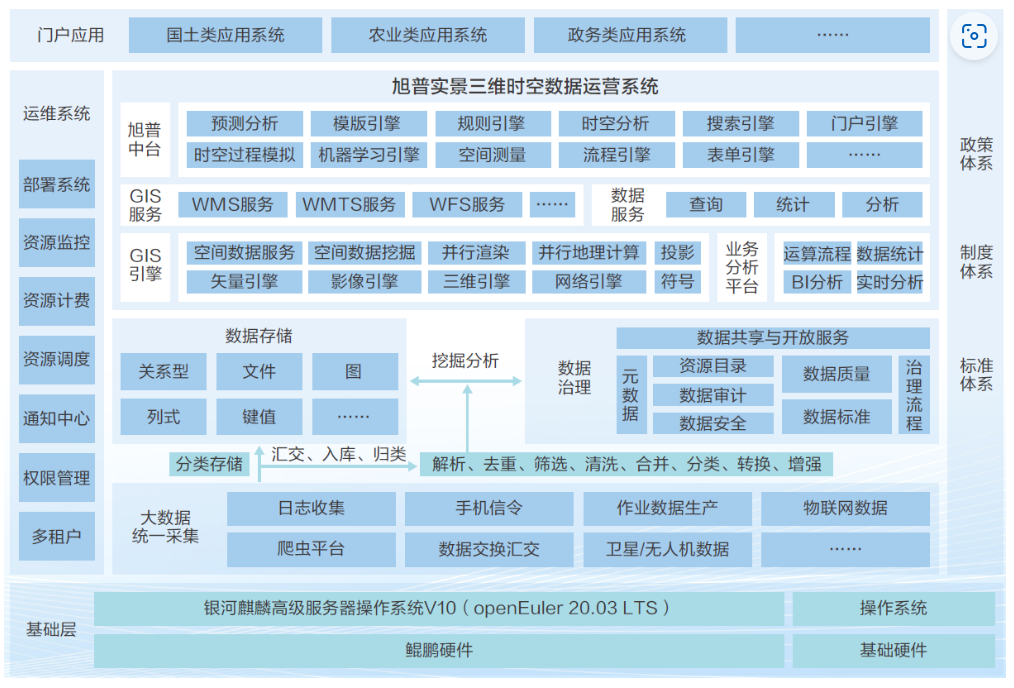 门户应用
国土类应用系统
农业类应用系统
政务类应用系统
……
运维系统
部署系统
资源监控
资源计费
资源调度
通知中心
权限管理
多租户
旭普实景三维时空数据运营系统
旭普
中台
预测分析
模版引擎
规则引擎
时空分析
搜索引擎
门户引擎
时空过程模拟
机器学习引擎
空间测量
流程引擎
表单引擎
……
GIS
服务
WMS服务
WMTS服务
WFS服务
……
数据
服务
查询
统计
分析
GIS
引擎
空间数据服务
空间数据挖掘
并行渲染
并行地理计算
投影
矢量引擎
影像引擎
三维引擎
网络引擎
符号
业务
分析
平台
运算流程
数据统计
BI分析
实时分析
数据存储
关系型
文件
图
列式
键值
……
挖掘分析
数据
治理
数据共享与开放服务
元数据
资源目录
数据审计
数据安全
数据质量
数据标准
治理流程
分类存储
汇交、入库、归类
解析、去重、筛选、清洗、合并、分类、转换、增强
大数据
统一采集
日志收集
手机信令
作业数据生产
物联网数据
爬虫平台
数据交换汇交
卫星/无人机数据
……
政策
体系
制度
体系
标准
体系
基础层
银河麒麟高级服务器操作系统V10（openEuler 20.03 LTS）
操作系统
鲲鹏硬件
基础硬件